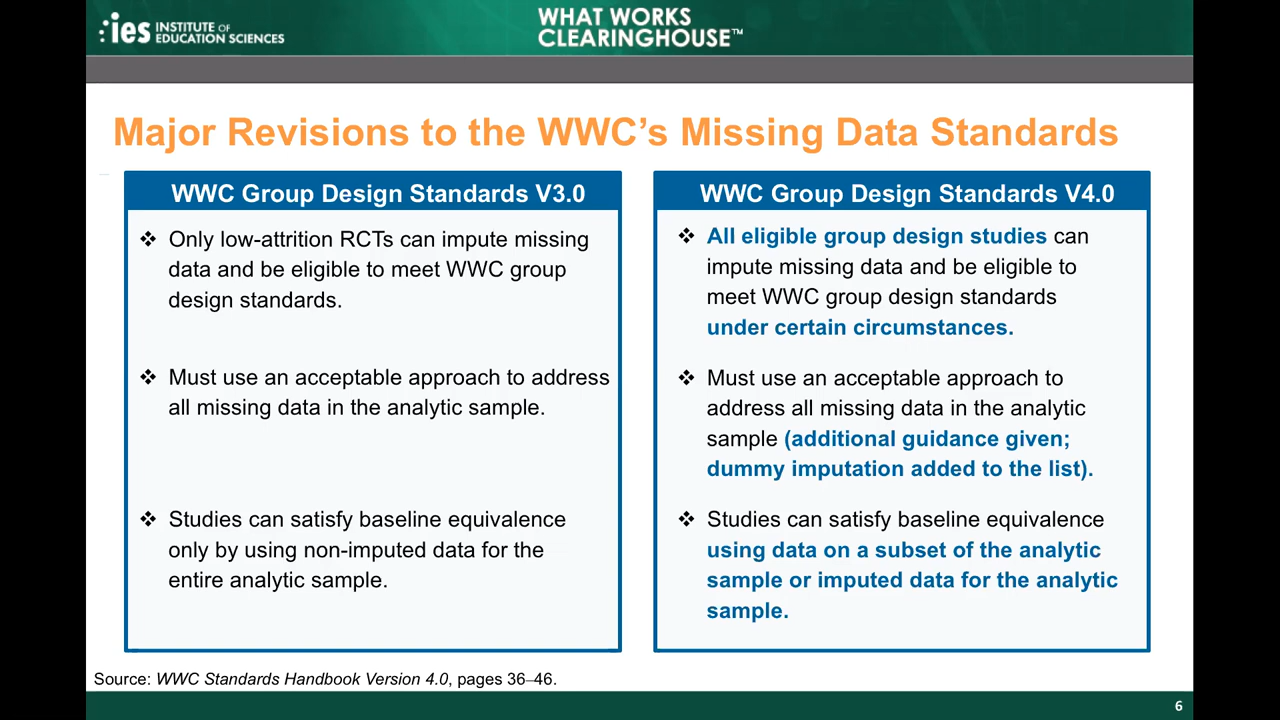 ies INSTITUTE OF
EDUCATION SCIENCES
WHAT WORKS
CLEARINGHOUSE™
Major Revisions to the WWC’s Missing Data Standards
WWC Group Design Standards V3.0
❖ Only low-attrition RCTs can impute missing
data and be eligible to meet WWC group
design standards.
❖ Must use an acceptable approach to address
all missing data in the analytic sample.
❖ Studies can satisfy baseline equivalence
only by using non-imputed data for the
entire analytic sample.
WWC Group Design Standards V4.0
❖ All eligible group design studies can
impute missing data and be eligible to
meet WWC group design standards
under certain circumstances.
❖ Must use an acceptable approach to
address all missing data in the analytic
sample (additional guidance given;
dummy imputation added to the list).
❖ Studies can satisfy baseline equivalence
using data on a subset of the analytic
sample or imputed data for the analytic
sample.
Source: WWC Standards Handbook Version 4.0, pages 36–46.
6